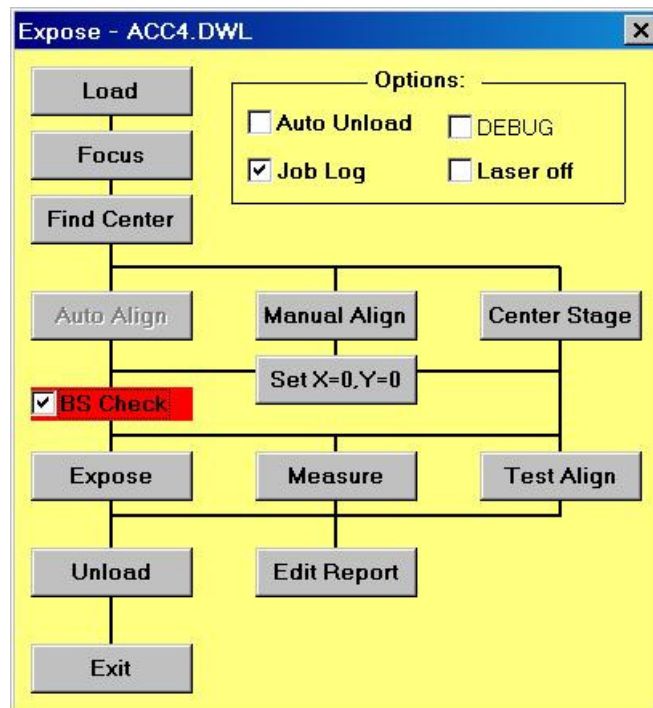 Expose - ACC4.DWL
Load
Options:
Auto Unload
DEBUG
Focus
Job Log
Laser off
Find Center
Auto Align
Manual Align
Center Stage
Set X=0,Y=0
BS Check
Expose
Measure
Test Align
Unload
Edit Report
Exit